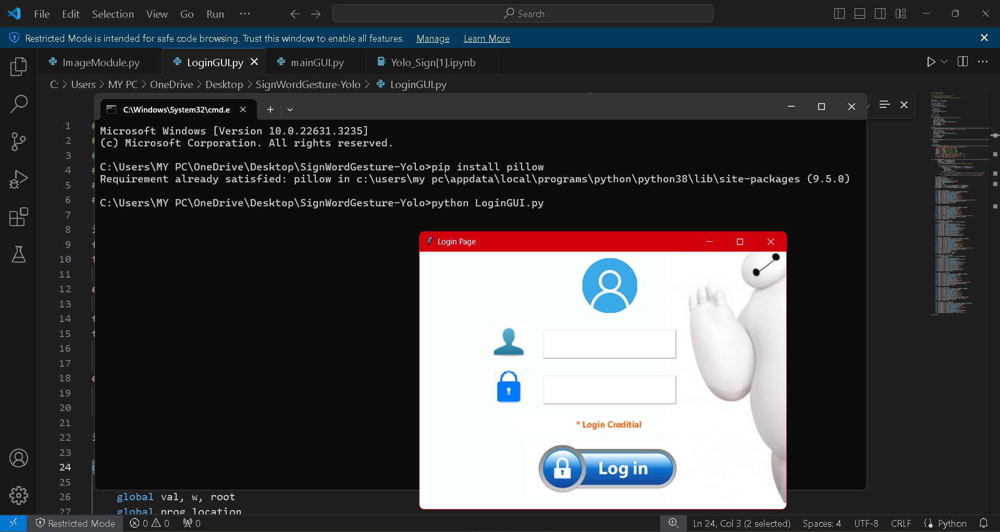 File Edit Selection View Go Run ··· Search
Restricted Mode is intended for safe code browsing. Trust this window to enable all features. Manage Learn More
ImageModule.py LoginGUI.py mainGUI.py Yolo_Sign[1].ipynb
C: > Users > MY PC > OneDrive > Desktop > SignWordGesture-Yolo > LoginGUI.py
C:\Windows\System32\cmd.e
1
Microsoft Windows [Version 10.0.22631.3235]
2
(c) Microsoft Corporation. All rights reserved.
3
C:\Users\MY PC\OneDrive\Desktop\SignWordGesture-Yolo>pip install pillow
4
Requirement already satisfied: pillow in c:\users\my pc\appdata\local\programs\python\python38\lib\site-packages (9.5.0)
5
6
C:\Users\MY PC\OneDrive\Desktop\SignWordGesture-Yolo>python LoginGUI.py
7
8
9
Login Page
10
11
12
13
14
15
16
17
18
19
20
21
* Login Creditial
22
23
24
Log in
25
26 global val, w, root
27 global prog_location
Restricted Mode 0 0 0 Ln 24, Col 3 (2 selected) Spaces: 4 UTF-8 CRLF Python